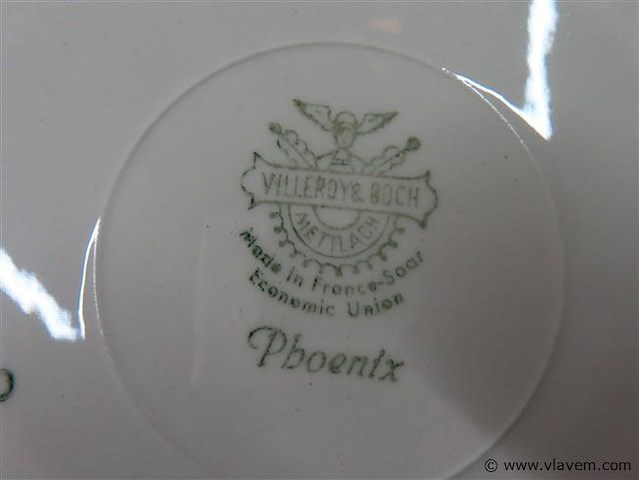 VILLEROY & BOCH
METTLACH
Made in France-Saar
Economic Union
Phoenix
© www.vlavem.com